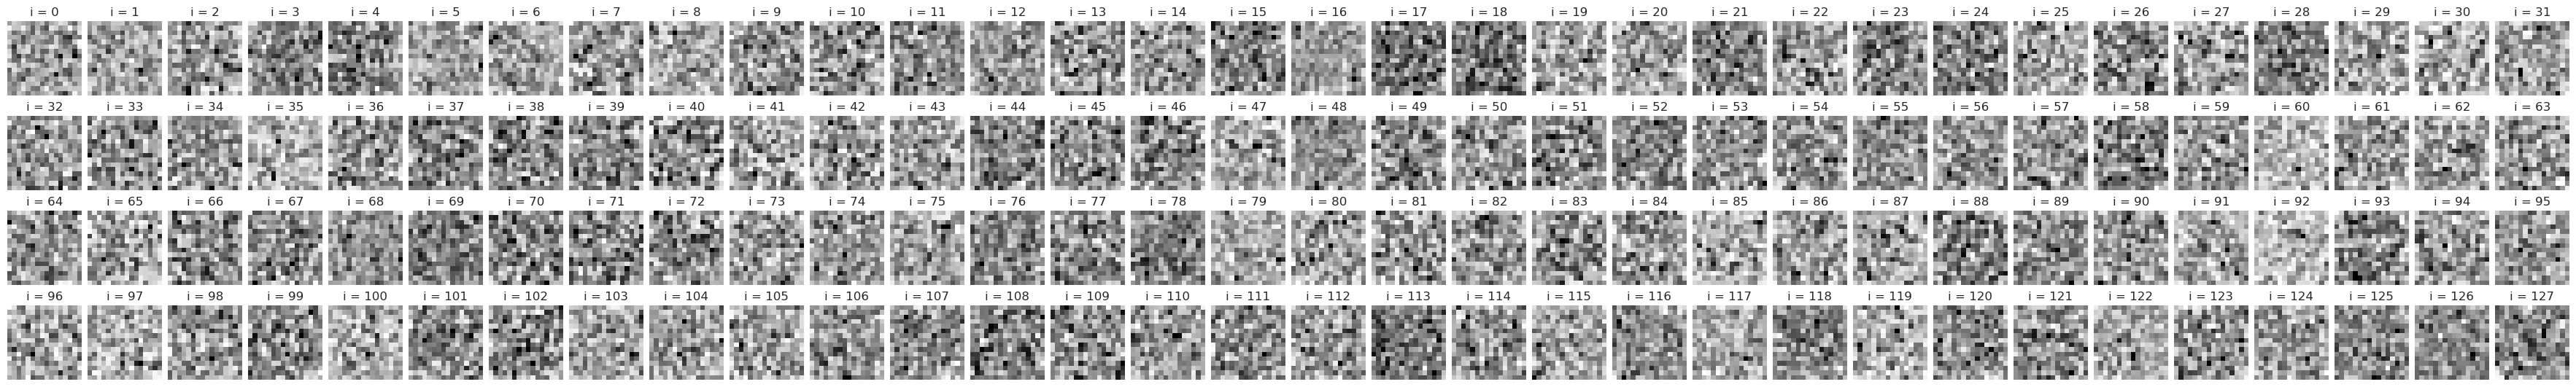 i = 0 i = 1 i = 2 i = 3 i = 4 i = 5 i = 6 i = 7 i = 8 i = 9 i = 10 i = 11 i = 12 i = 13 i = 14 i = 15 i = 16 i = 17 i = 18 i = 19 i = 20 i = 21 i = 22 i = 23 i = 24 i = 25 i = 26 i = 27 i = 28 i = 29 i = 30 i = 31
i = 32 i = 33 i = 34 i = 35 i = 36 i = 37 i = 38 i = 39 i = 40 i = 41 i = 42 i = 43 i = 44 i = 45 i = 46 i = 47 i = 48 i = 49 i = 50 i = 51 i = 52 i = 53 i = 54 i = 55 i = 56 i = 57 i = 58 i = 59 i = 60 i = 61 i = 62 i = 63
i = 64 i = 65 i = 66 i = 67 i = 68 i = 69 i = 70 i = 71 i = 72 i = 73 i = 74 i = 75 i = 76 i = 77 i = 78 i = 79 i = 80 i = 81 i = 82 i = 83 i = 84 i = 85 i = 86 i = 87 i = 88 i = 89 i = 90 i = 91 i = 92 i = 93 i = 94 i = 95
i = 96 i = 97 i = 98 i = 99 i = 100 i = 101 i = 102 i = 103 i = 104 i = 105 i = 106 i = 107 i = 108 i = 109 i = 110 i = 111 i = 112 i = 113 i = 114 i = 115 i = 116 i = 117 i = 118 i = 119 i = 120 i = 121 i = 122 i = 123 i = 124 i = 125 i = 126 i = 127